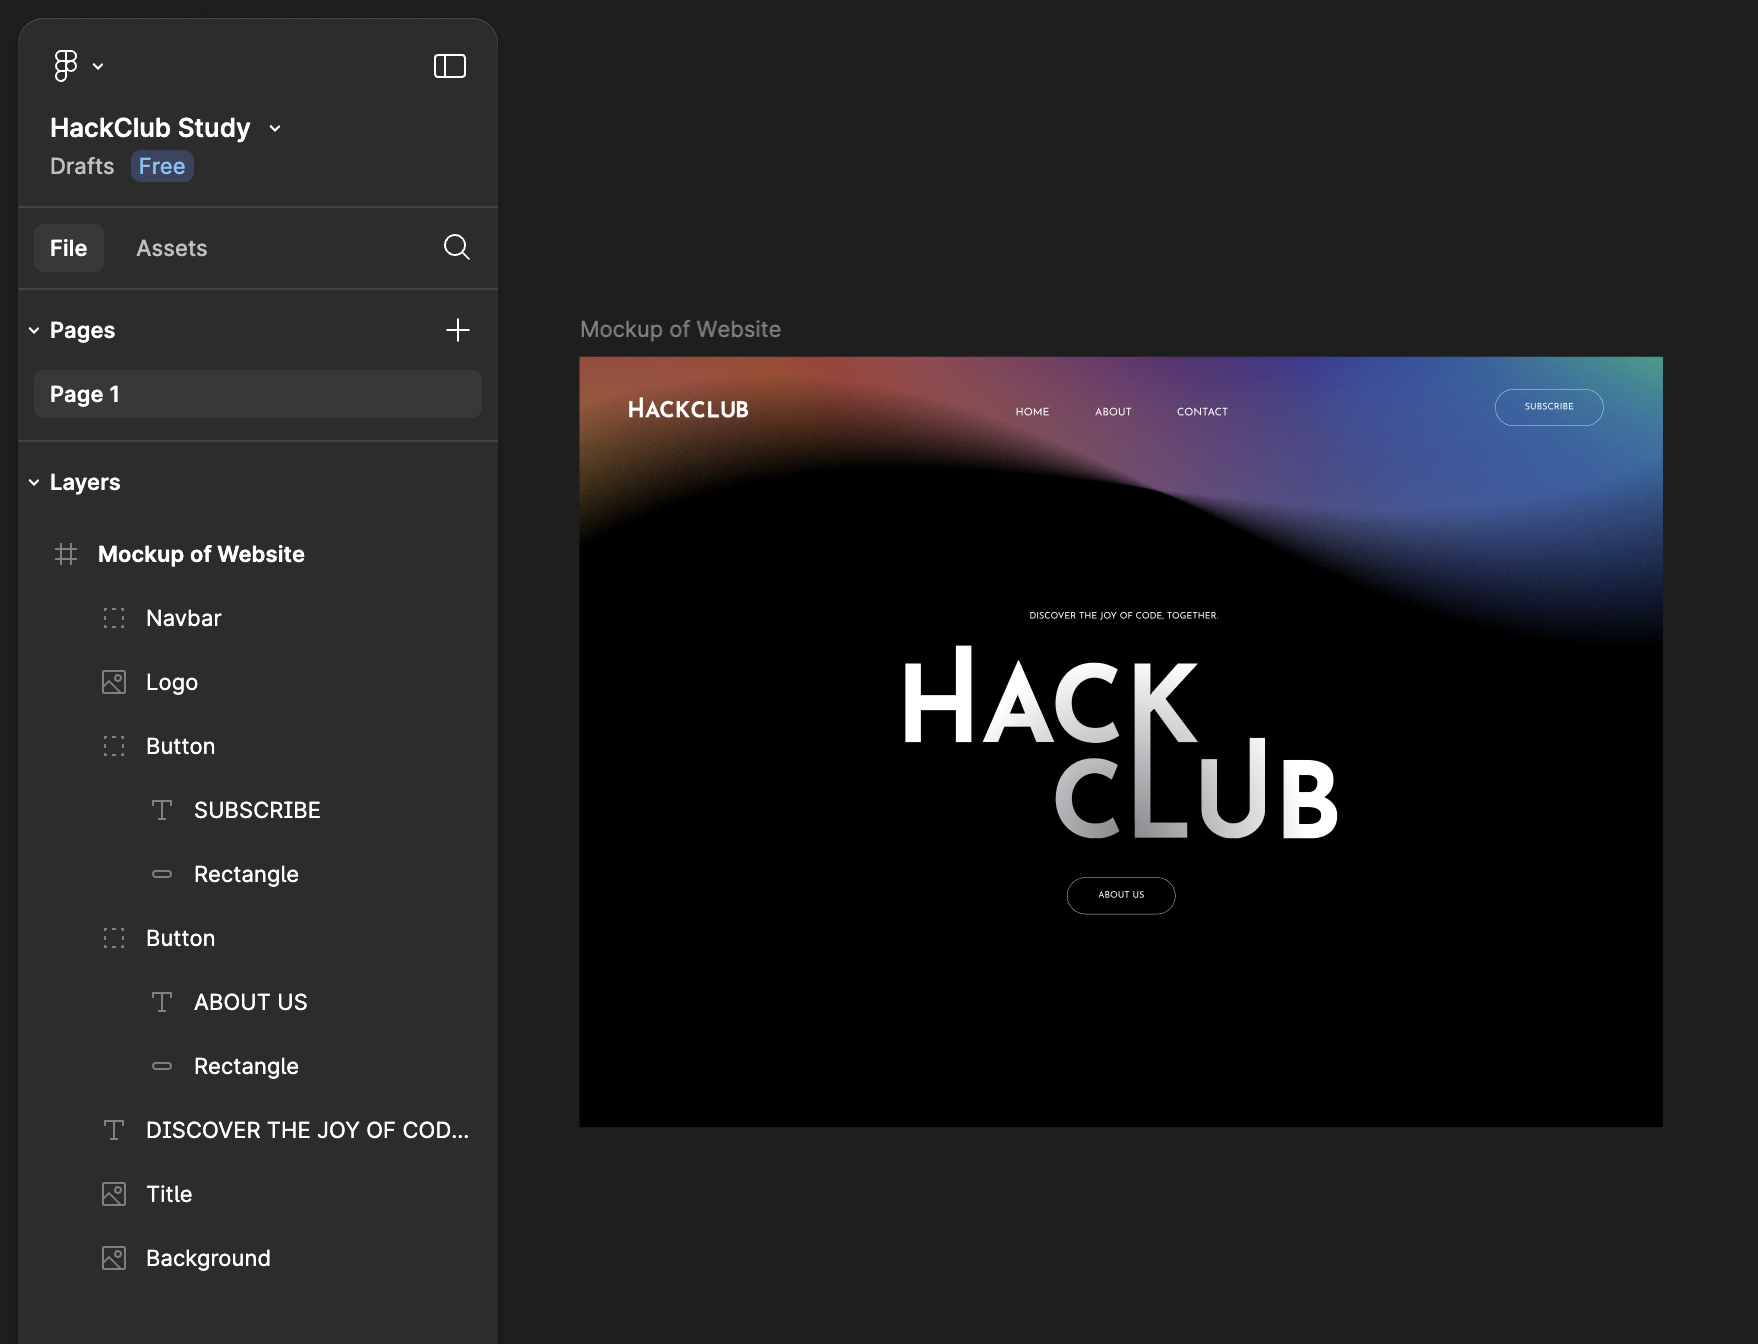 HackClub Study
Drafts Free
File Assets
Pages
Page 1
Layers
Mockup of Website
Navbar
Logo
Button
SUBSCRIBE
Rectangle
Button
ABOUT US
Rectangle
DISCOVER THE JOY OF COD...
Title
Background
Mockup of Website
HACKCLUB
HOME ABOUT CONTACT
SUBSCRIBE
DISCOVER THE JOY OF CODE, TOGETHER.
HACK
CLUB
ABOUT US